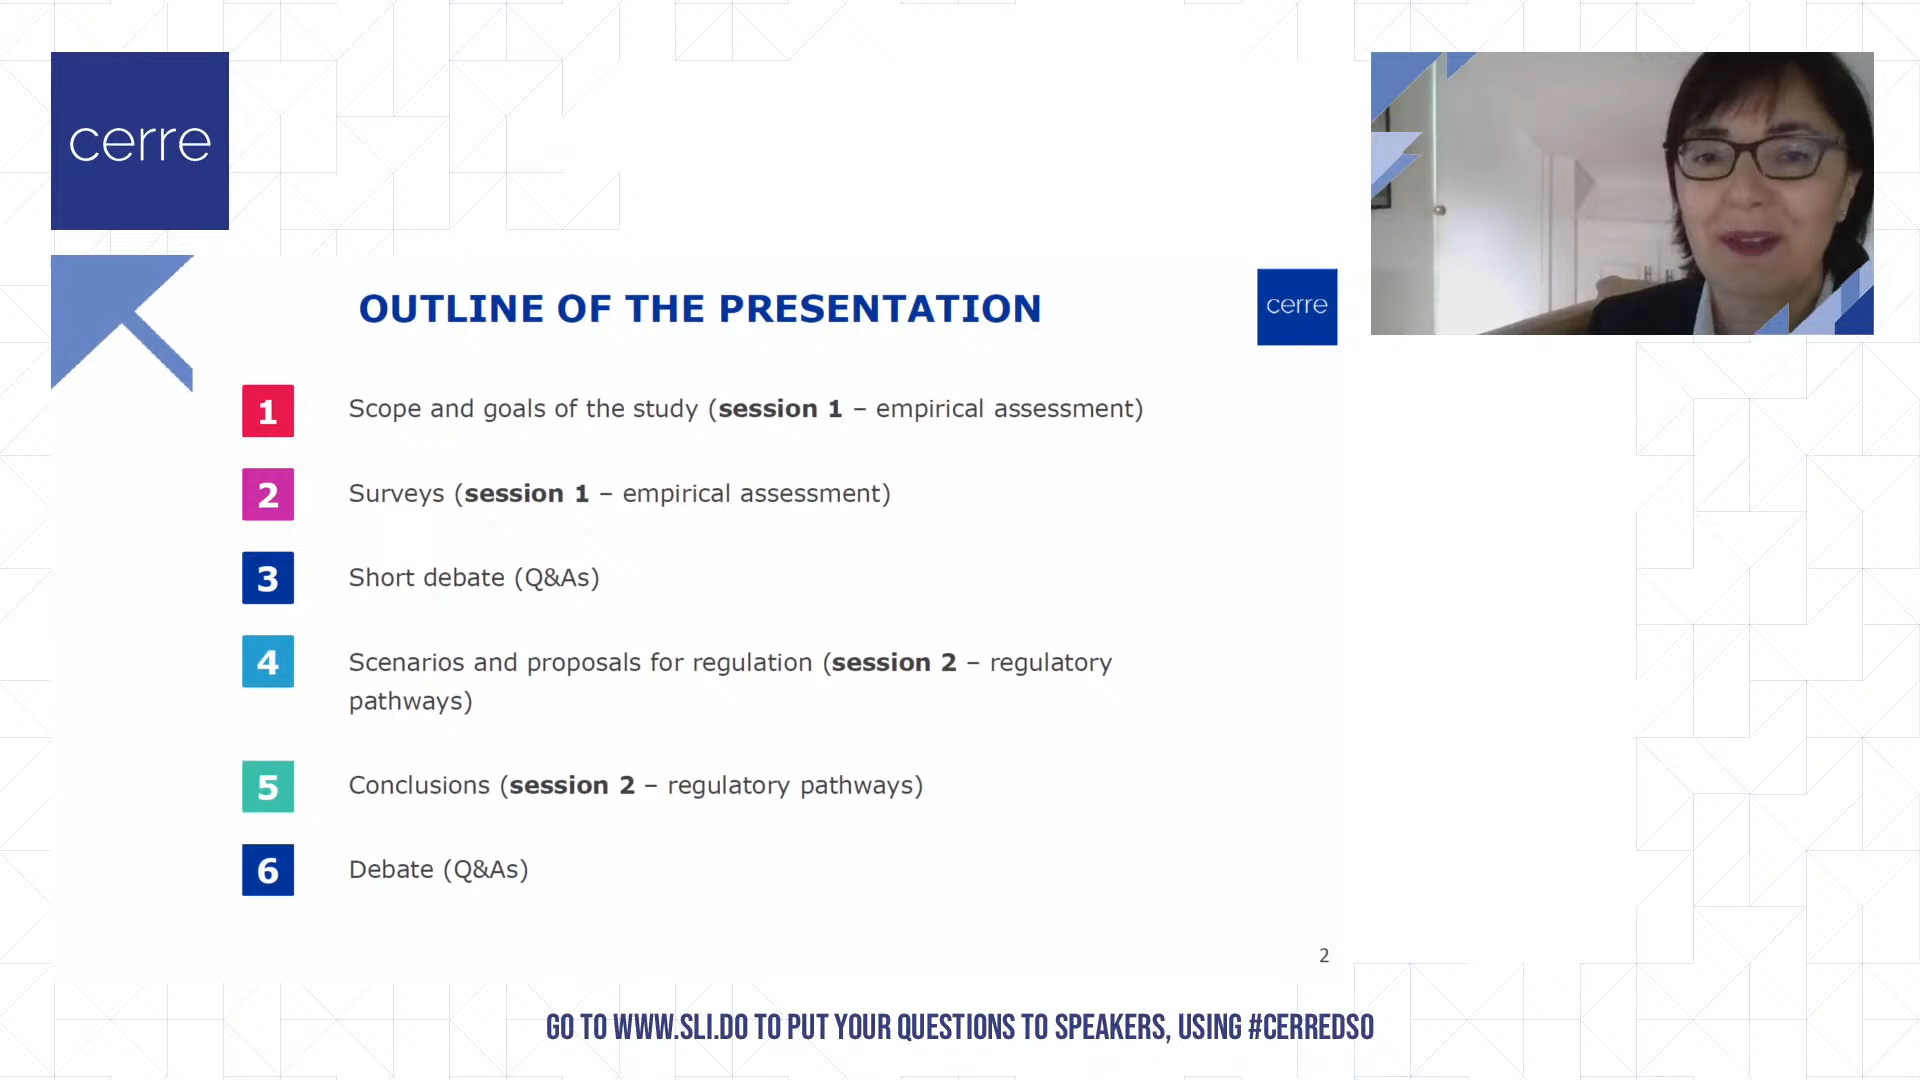 cerre
OUTLINE OF THE PRESENTATION
cerre
1 Scope and goals of the study (session 1 – empirical assessment)
2 Surveys (session 1 – empirical assessment)
3 Short debate (Q&As)
4 Scenarios and proposals for regulation (session 2 – regulatory
pathways)
5 Conclusions (session 2 – regulatory pathways)
6 Debate (Q&As)
2
GO TO WWW.SLI.DO TO PUT YOUR QUESTIONS TO SPEAKERS, USING #CERREDSO